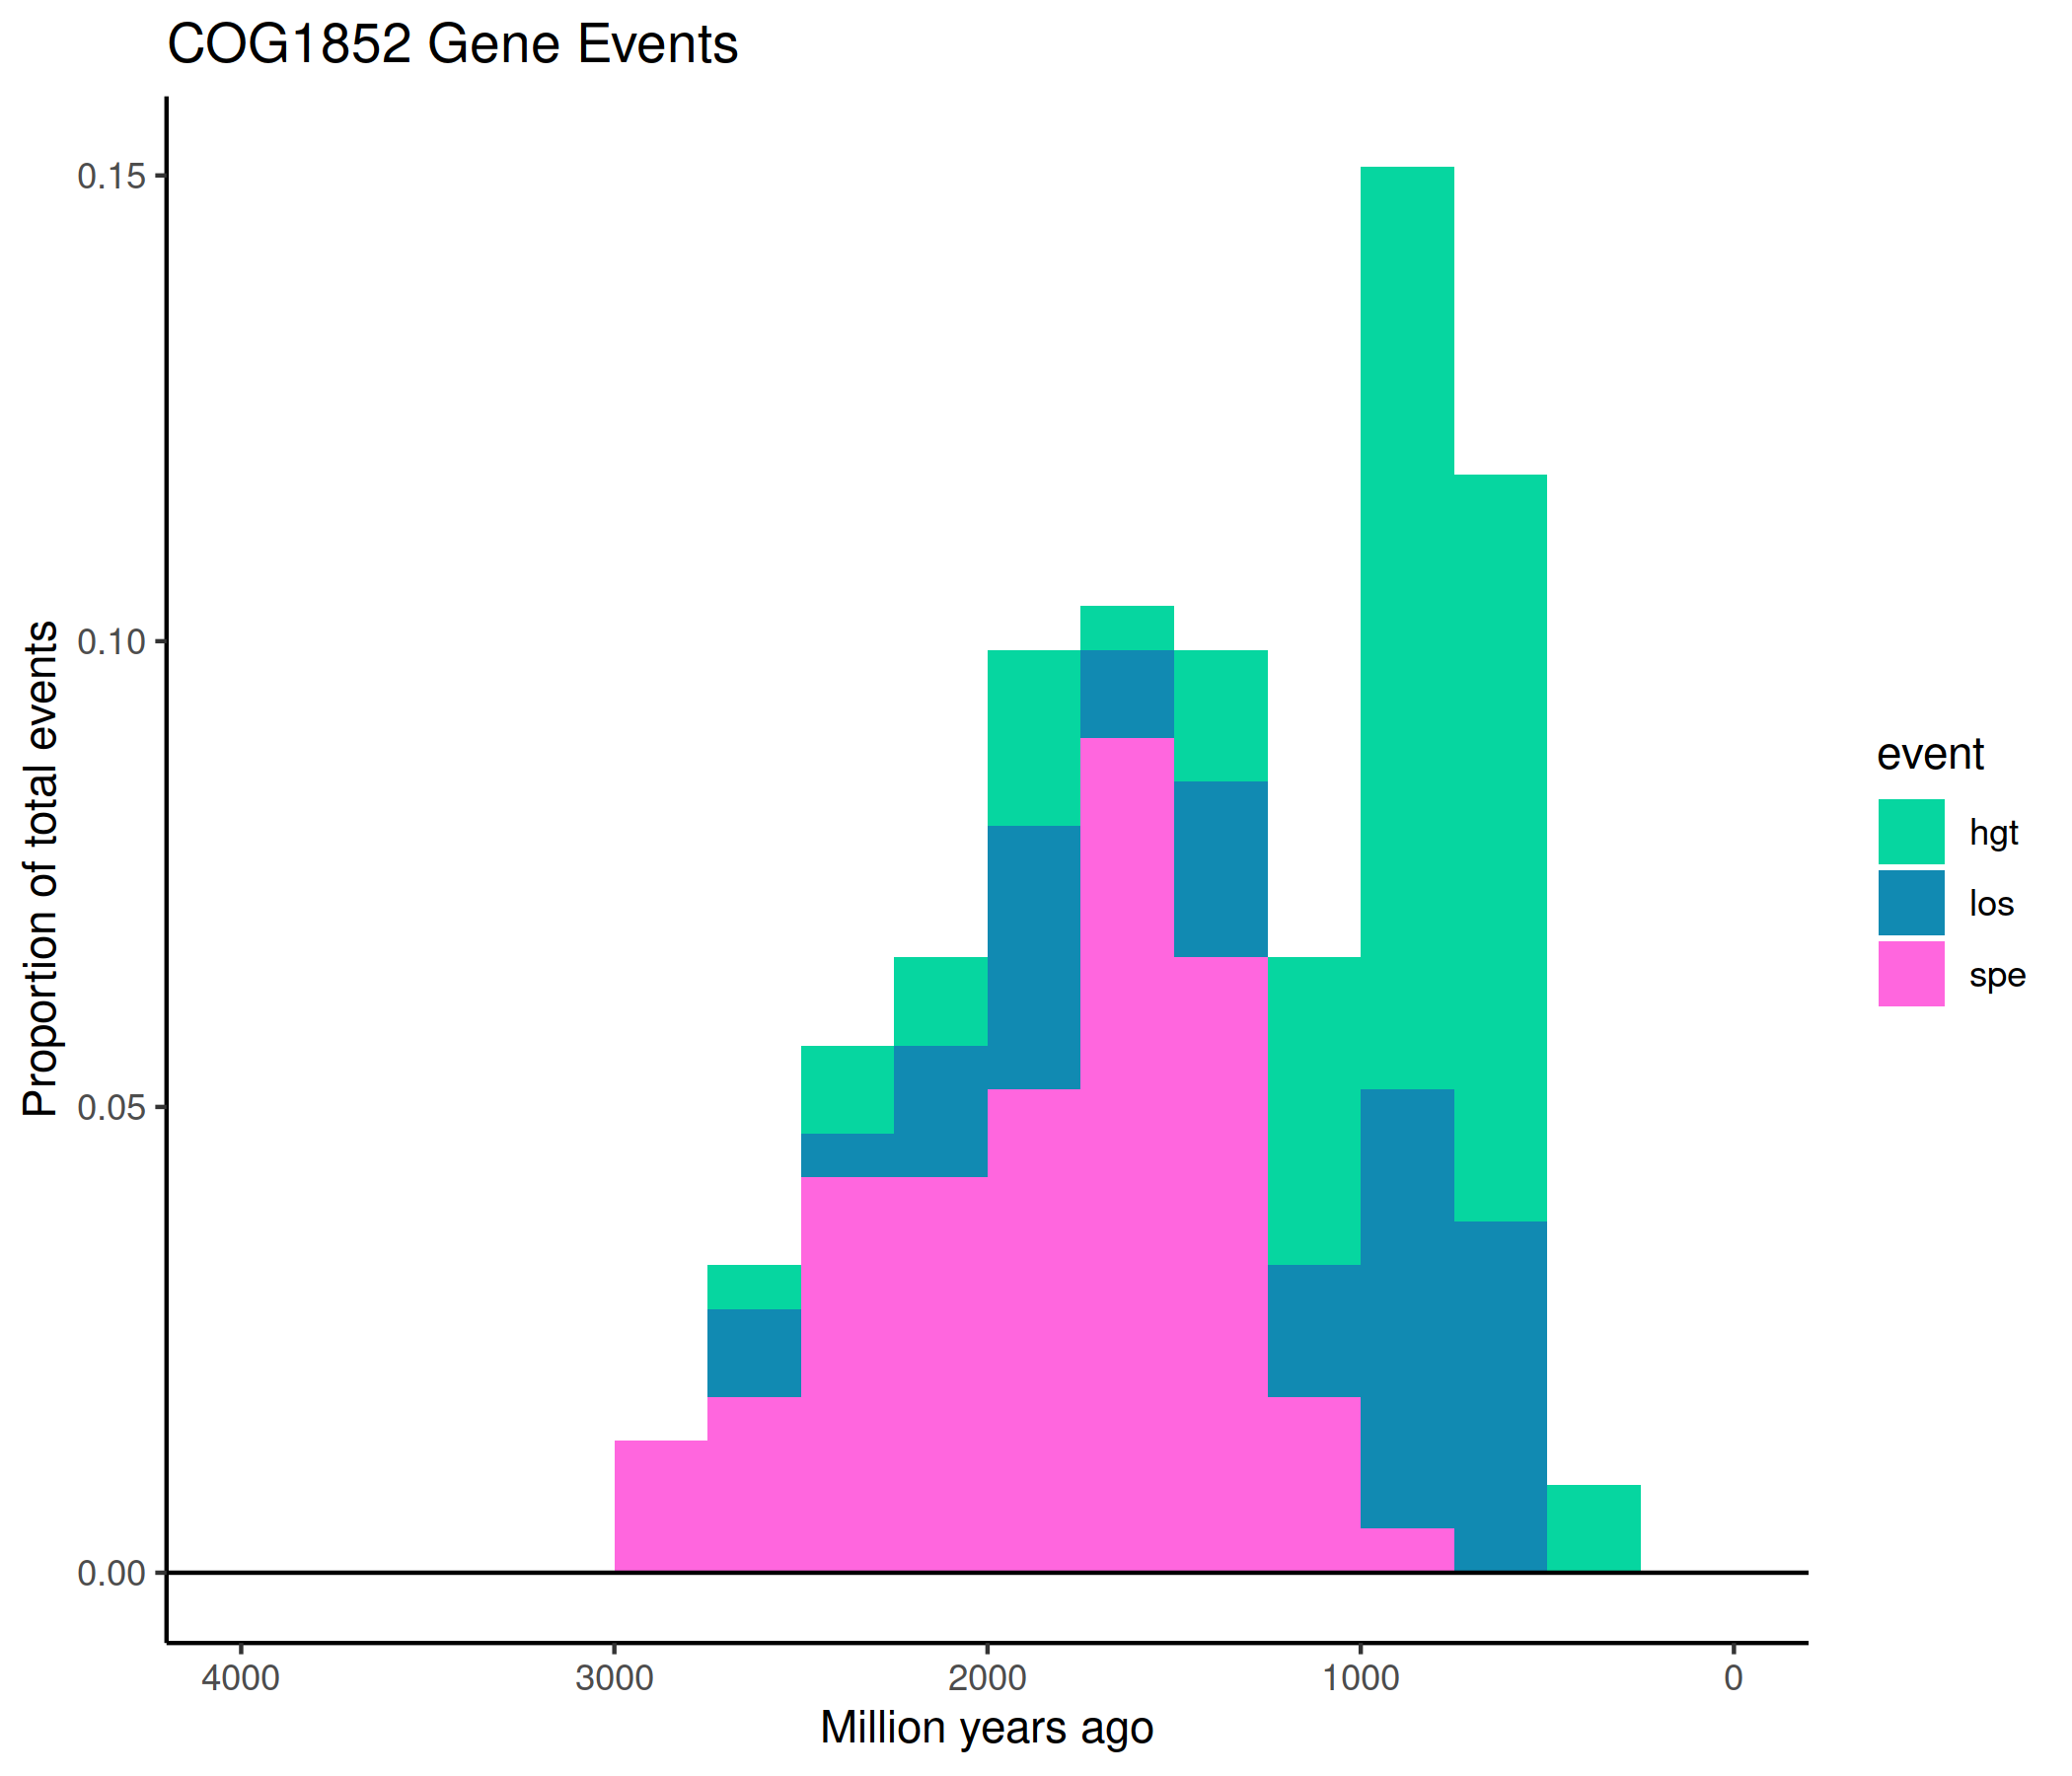 COG1852 Gene Events
0.15
0.10
0.05
0.00
Proportion of total events
4000
3000
2000
1000
0
Million years ago
event
hgt
los
spe